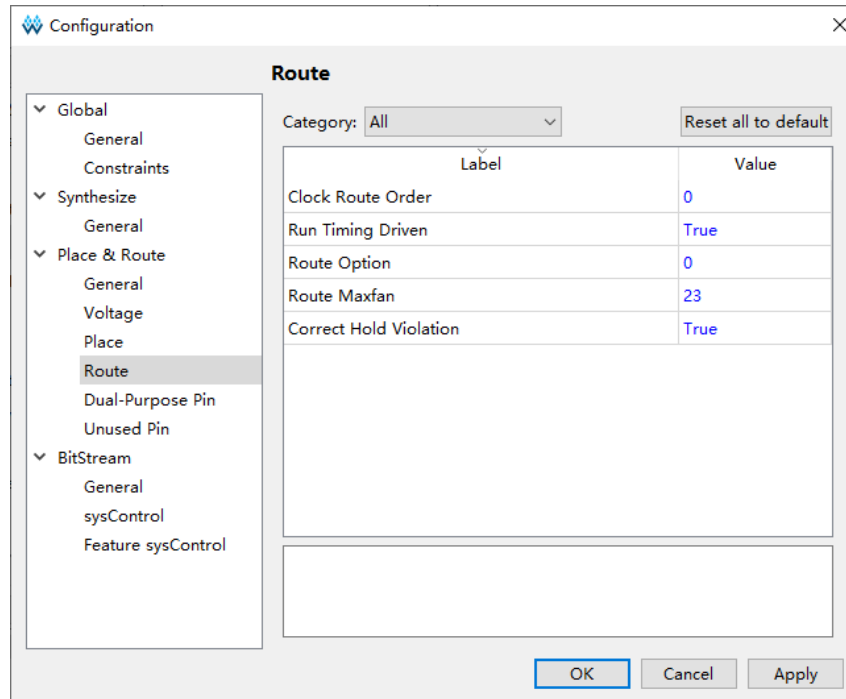 Configuration
Route
Global
General
Constraints
Synthesize
General
Place & Route
General
Voltage
Place
Route
Dual-Purpose Pin
Unused Pin
BitStream
General
sysControl
Feature sysControl
Category: All
Reset all to default
Label Value
Clock Route Order 0
Run Timing Driven True
Route Option 0
Route Maxfan 23
Correct Hold Violation True
OK Cancel Apply